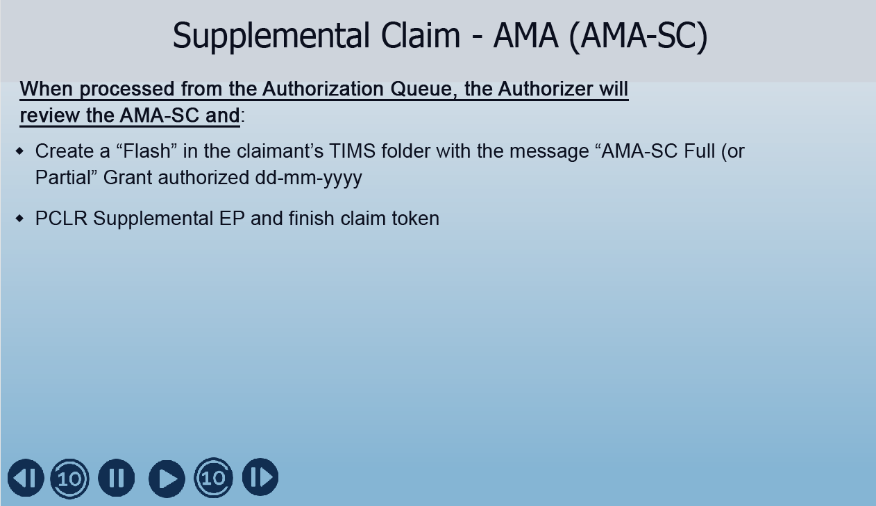 Supplemental Claim - AMA (AMA-SC)
When processed from the Authorization Queue, the Authorizer will
review the AMA-SC and:
◆ Create a “Flash” in the claimant’s TIMS folder with the message “AMA-SC Full (or
Partial” Grant authorized dd-mm-yyyy
◆ PCLR Supplemental EP and finish claim token
10 10